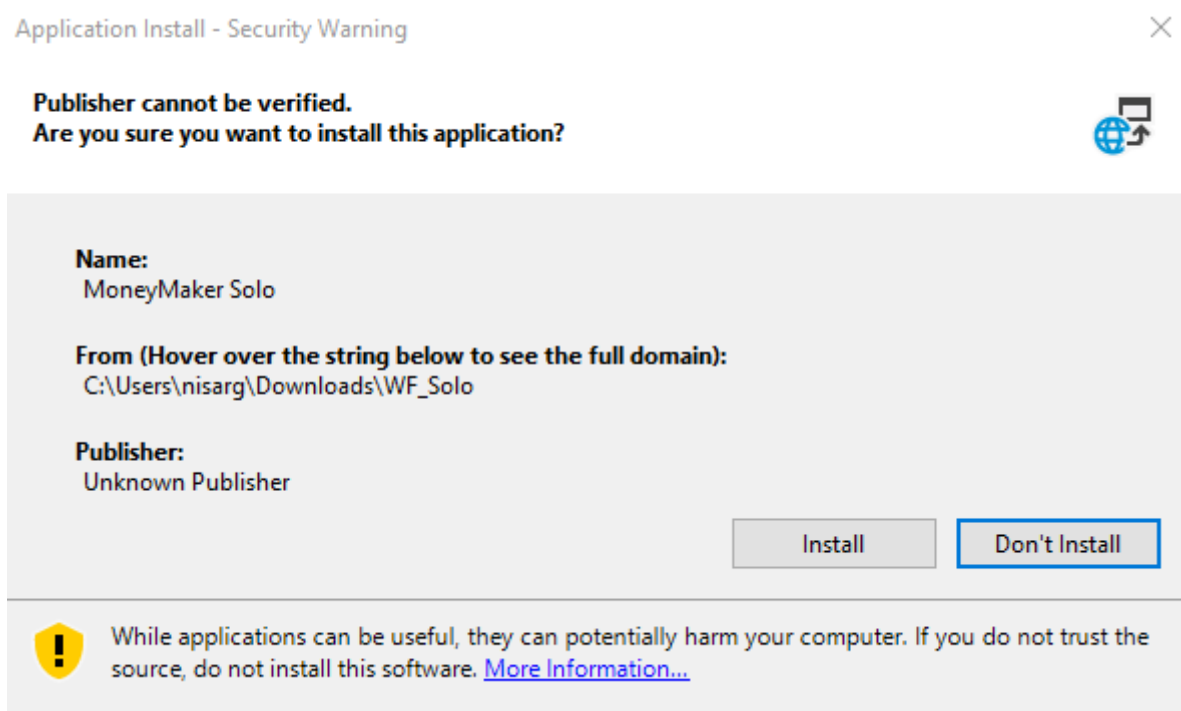 Application Install - Security Warning
Publisher cannot be verified.
Are you sure you want to install this application?
Name:
MoneyMaker Solo
From (Hover over the string below to see the full domain):
C:\Users\nisarg\Downloads\WF_Solo
Publisher:
Unknown Publisher
Install
Don't Install
While applications can be useful, they can potentially harm your computer. If you do not trust the
source, do not install this software. More Information...